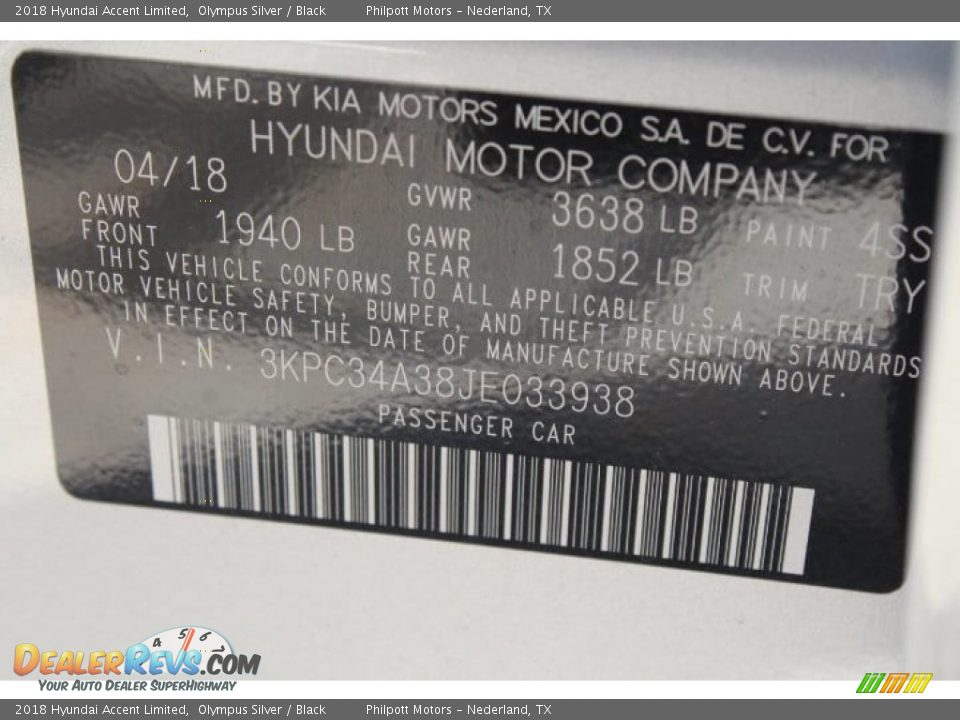 2018 Hyundai Accent Limited, Olympus Silver / Black Philpott Motors – Nederland, TX
MFD. BY KIA MOTORS MEXICO S.A. DE C.V. FOR
HYUNDAI MOTOR COMPANY
04/18 GVWR 3638 LB PAINT 4SS
GAWR FRONT 1940 LB GAWR REAR 1852 LB TRIM TRY
THIS VEHICLE CONFORMS TO ALL APPLICABLE U.S.A. FEDERAL
MOTOR VEHICLE SAFETY, BUMPER, AND THEFT PREVENTION STANDARDS
IN EFFECT ON THE DATE OF MANUFACTURE SHOWN ABOVE.
V.I.N. 3KPC34A38JE033938
PASSENGER CAR
4 5 6
DealerRevs.com
Your Auto Dealer SuperHighway
2018 Hyundai Accent Limited, Olympus Silver / Black Philpott Motors – Nederland, TX